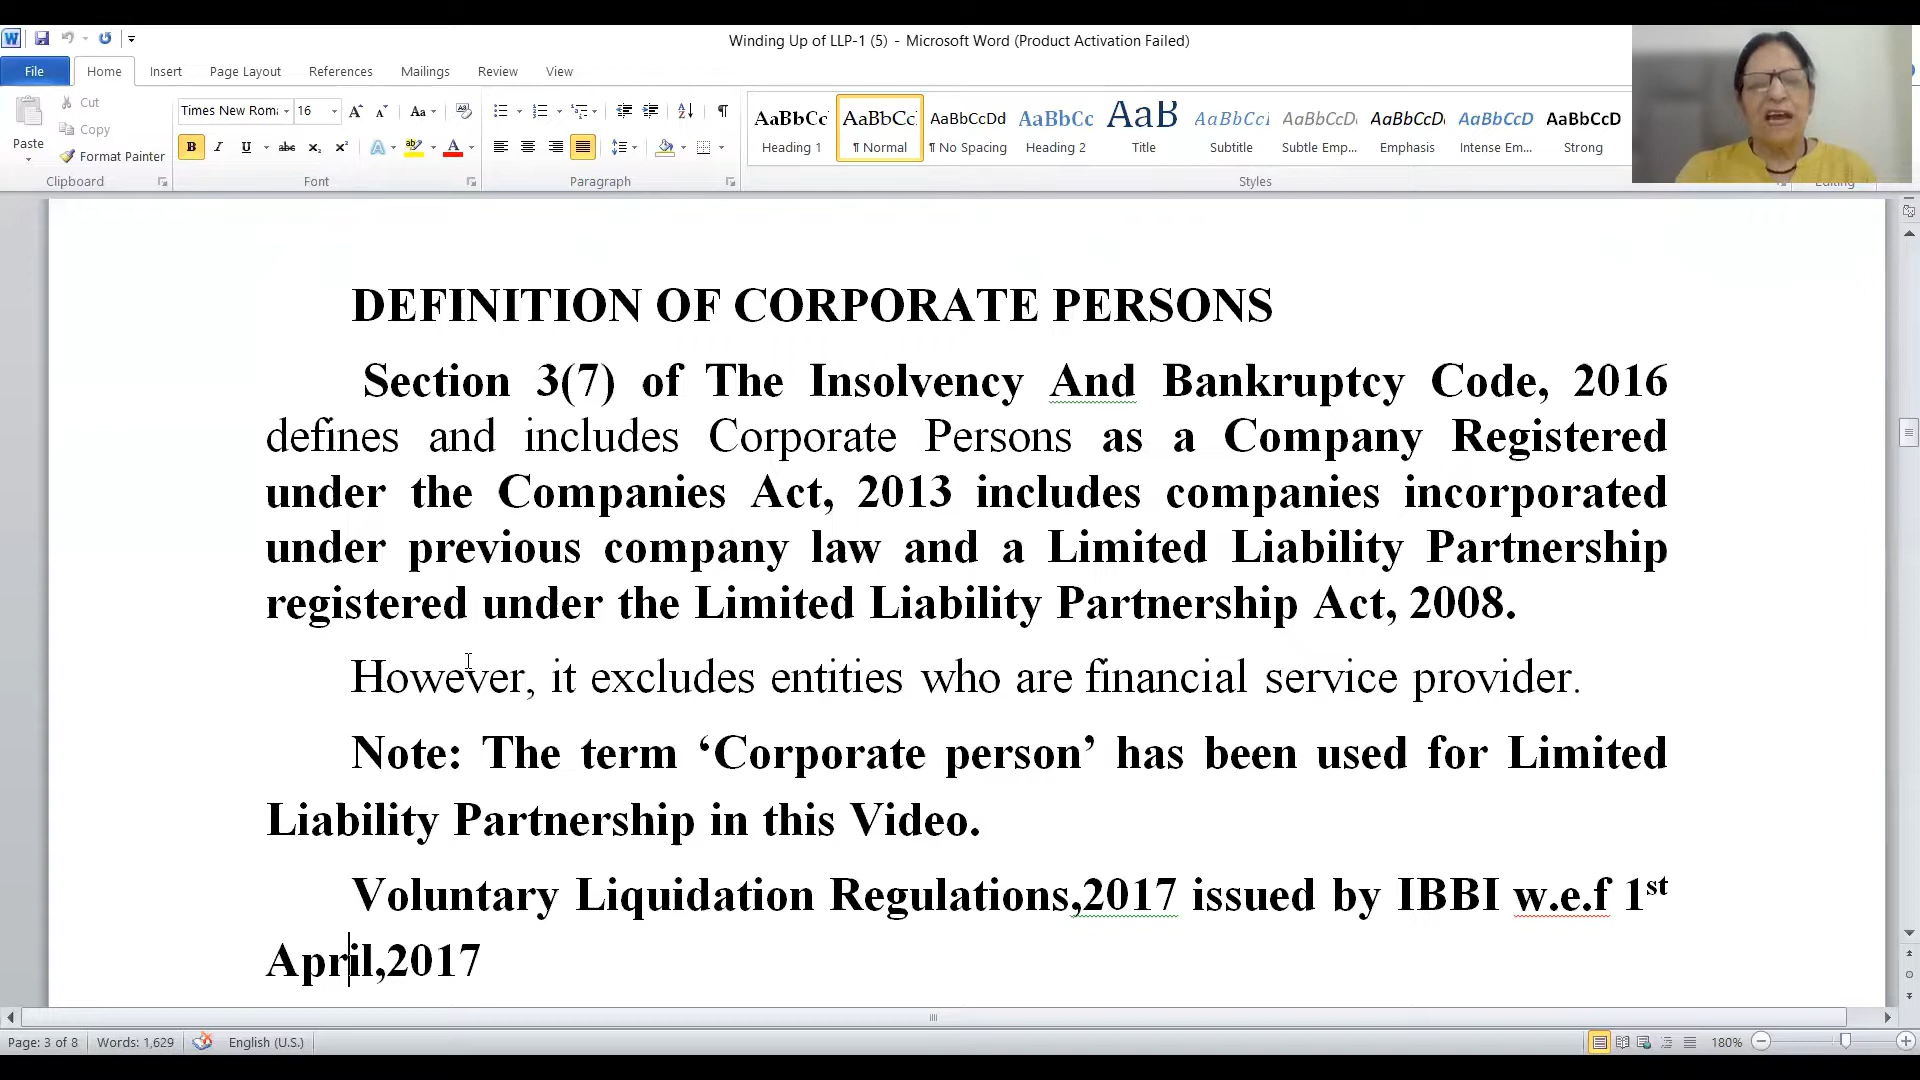 Winding Up of LLP-1 (5) - Microsoft Word (Product Activation Failed)
File Home Insert Page Layout References Mailings Review View
Cut
Copy
Paste
Format Painter
Clipboard
Times New Roma 16
Font
Paragraph
AaBbCc AaBbCc AaBbCcDd AaBbCc AaB AaBbCcI AaBbCcD AaBbCcD AaBbCcD AaBbCcD
Heading 1 ¶ Normal ¶ No Spacing Heading 2 Title Subtitle Subtle Emp... Emphasis Intense Em... Strong
Styles
Editing
DEFINITION OF CORPORATE PERSONS
Section 3(7) of The Insolvency And Bankruptcy Code, 2016
defines and includes Corporate Persons as a Company Registered
under the Companies Act, 2013 includes companies incorporated
under previous company law and a Limited Liability Partnership
registered under the Limited Liability Partnership Act, 2008.
However, it excludes entities who are financial service provider.
Note: The term ‘Corporate person’ has been used for Limited
Liability Partnership in this Video.
Voluntary Liquidation Regulations,2017 issued by IBBI w.e.f 1st
April,2017
Page: 3 of 8 Words: 1,629 English (U.S.) 180%